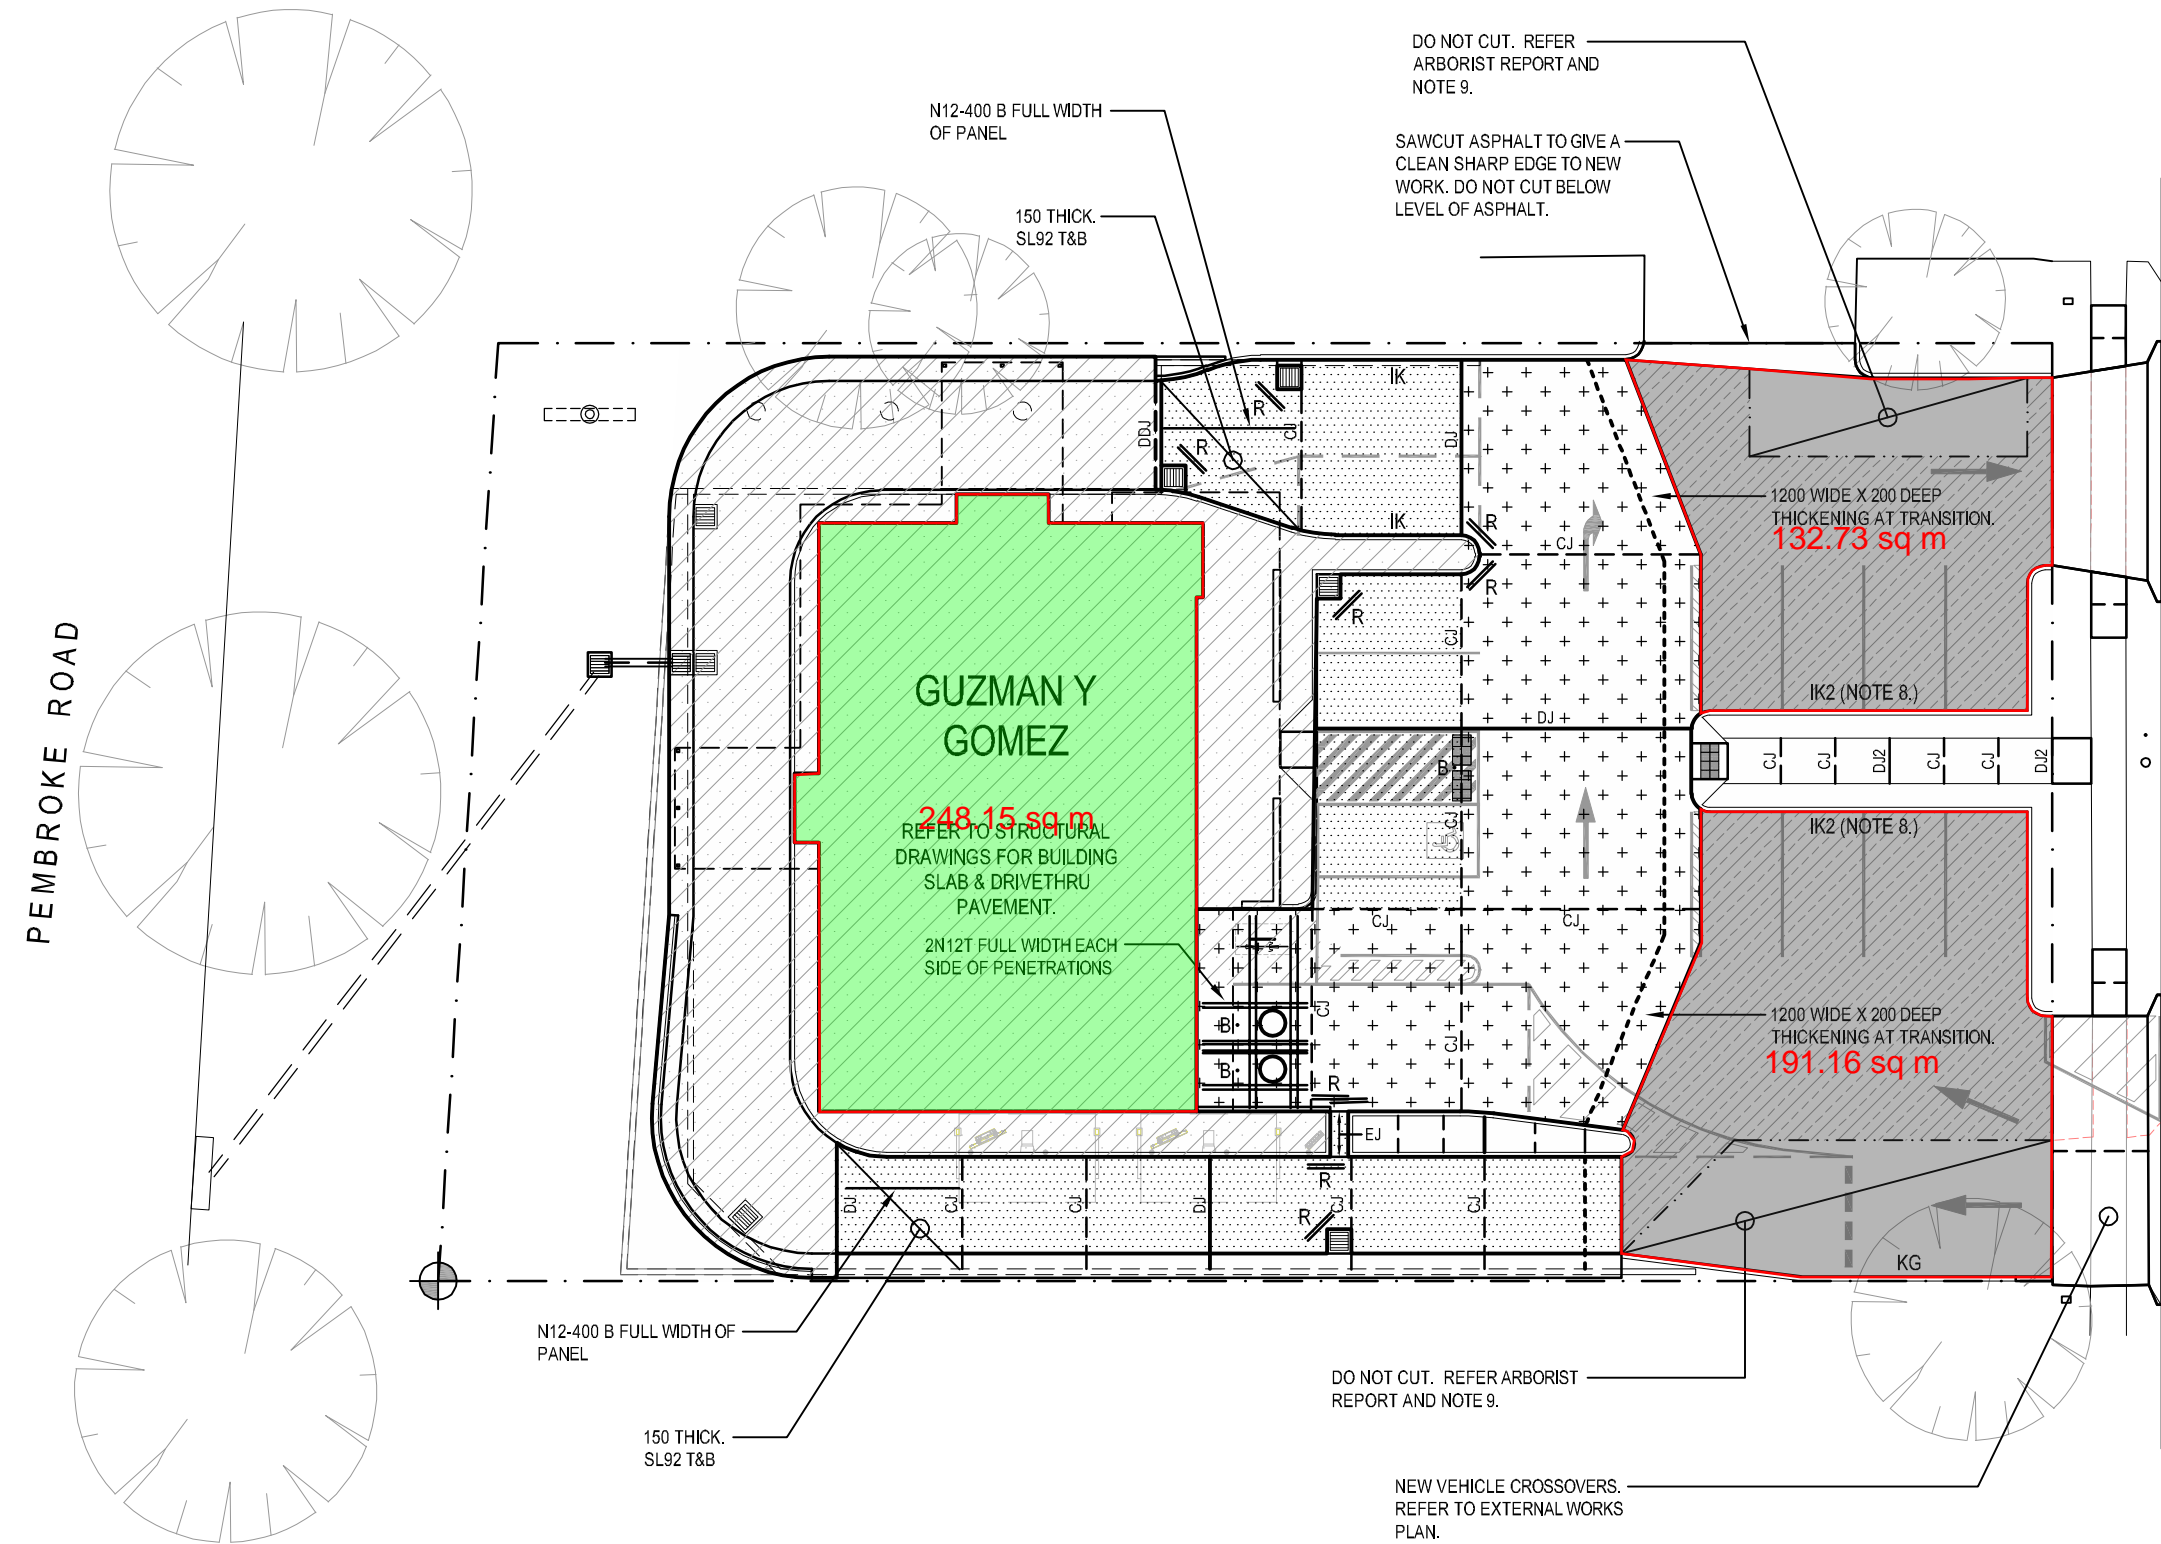 DO NOT CUT. REFER
ARBORIST REPORT AND
NOTE 9.
N12-400 B FULL WIDTH
OF PANEL
SAWCUT ASPHALT TO GIVE A
CLEAN SHARP EDGE TO NEW
WORK. DO NOT CUT BELOW
LEVEL OF ASPHALT.
150 THICK.
SL92 T&B
IK
R
DDJ
CJ
DJ
R
1200 WIDE X 200 DEEP
THICKENING AT TRANSITION.
132.73 sq m
IK
R
CJ
R
R
CJ
PEMBROKE ROAD
GUZMAN Y
GOMEZ
IK2 (NOTE 8.)
DJ
B
CJ
CJ
DJ2
CJ
CJ
DJ2
248.15 sq m
REFER TO STRUCTURAL
DRAWINGS FOR BUILDING
SLAB & DRIVETHRU
PAVEMENT.
CJ
IK2 (NOTE 8.)
CJ
CJ
2N12T FULL WIDTH EACH
SIDE OF PENETRATIONS
CJ
B
CJ
B
R
1200 WIDE X 200 DEEP
THICKENING AT TRANSITION.
191.16 sq m
EJ
R
DJ
CJ
CJ
DJ
R
CJ
CJ
KG
N12-400 B FULL WIDTH OF
PANEL
150 THICK.
SL92 T&B
DO NOT CUT. REFER ARBORIST
REPORT AND NOTE 9.
NEW VEHICLE CROSSOVERS.
REFER TO EXTERNAL WORKS
PLAN.